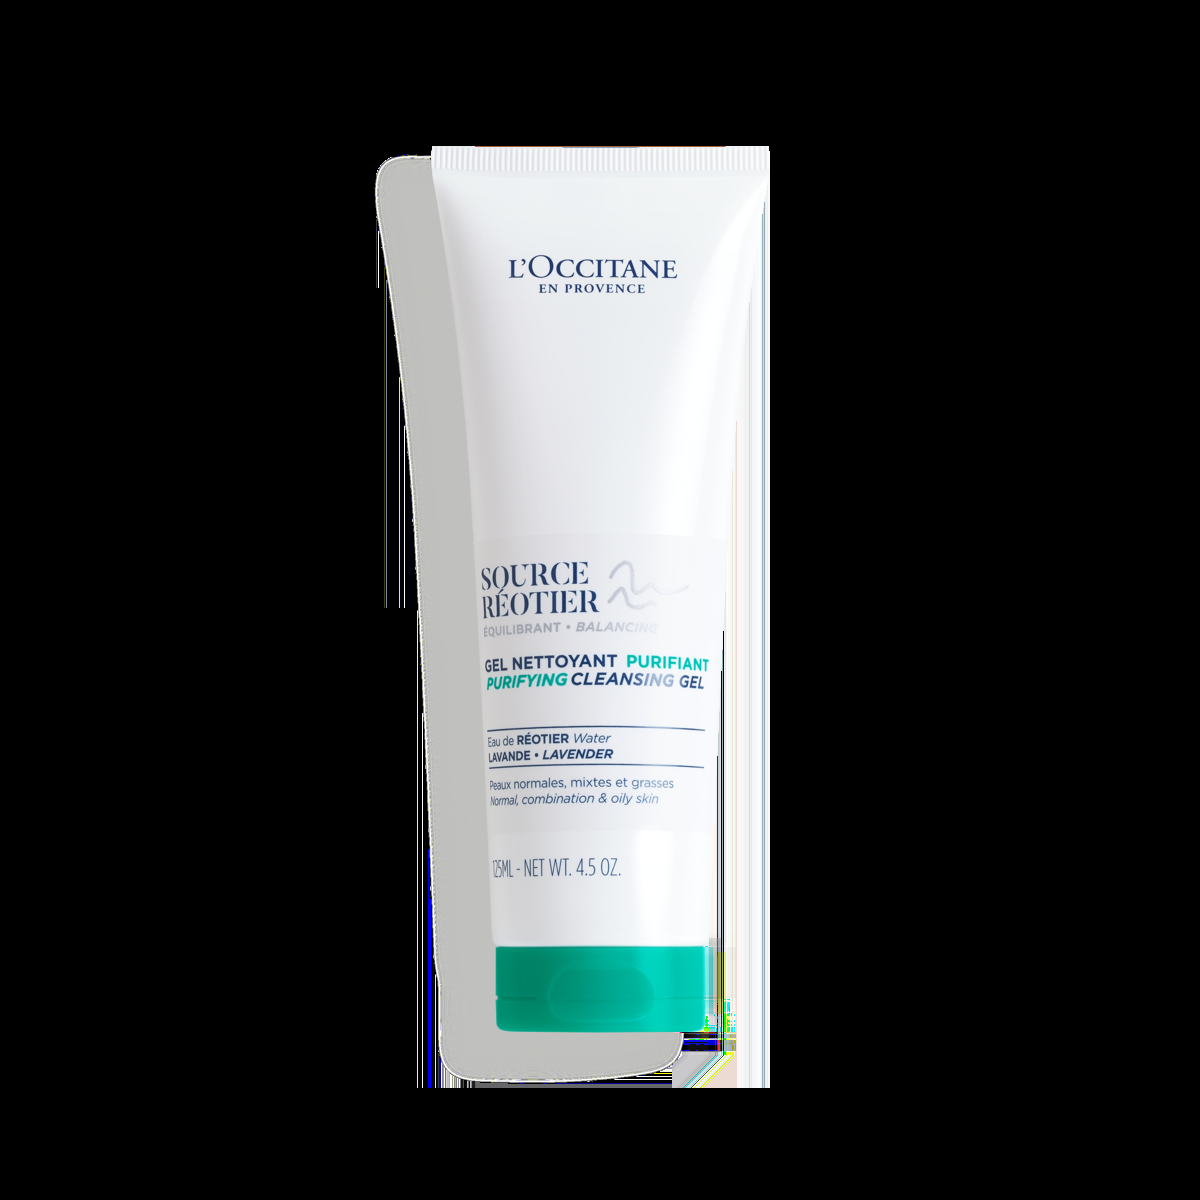 L'OCCITANE
EN PROVENCE
SOURCE
RÉOTIER
ÉQUILIBRANT • BALANCING
GEL NETTOYANT PURIFIANT
PURIFYING CLEANSING GEL
Eau de RÉOTIER Water
LAVANDE • LAVENDER
Peaux normales, mixtes et grasses
Normal, combination & oily skin
125ML - NET WT. 4.5 OZ.